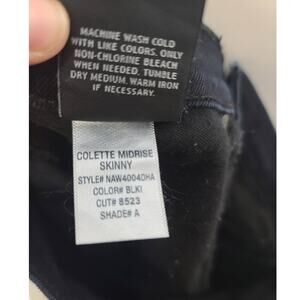 MACHINE WASH COLD
WITH LIKE COLORS. ONLY
NON-CHLORINE BLEACH
WHEN NEEDED. TUMBLE
DRY MEDIUM. WARM IRON
IF NECESSARY.
COLETTE MIDRISE
SKINNY
STYLE# NAW4004DHA
COLOR# BLKI
CUT# 8523
SHADE# A